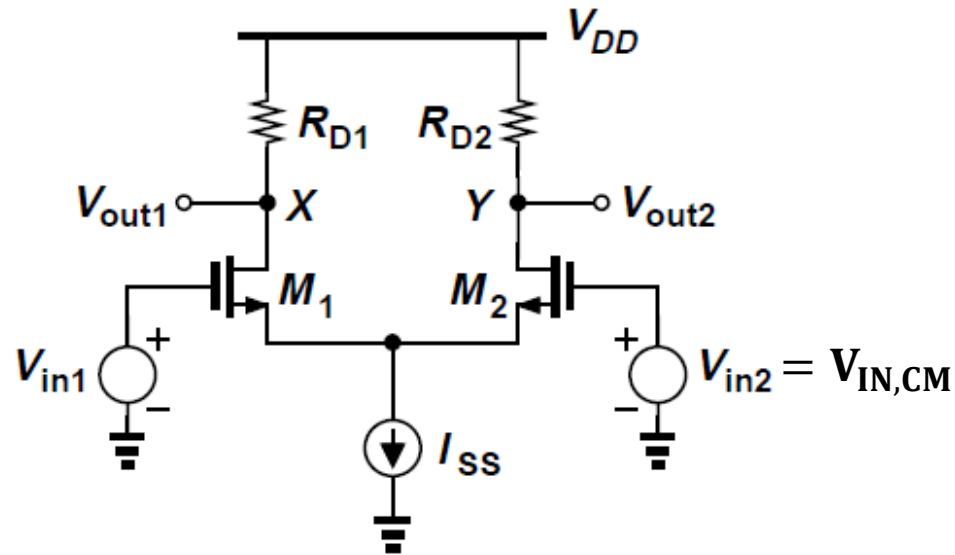 V_DD
R_D1 R_D2
V_out1 X Y V_out2
M_1 M_2
+ +
V_in1 V_in2 = V_IN,CM
− −
I_SS